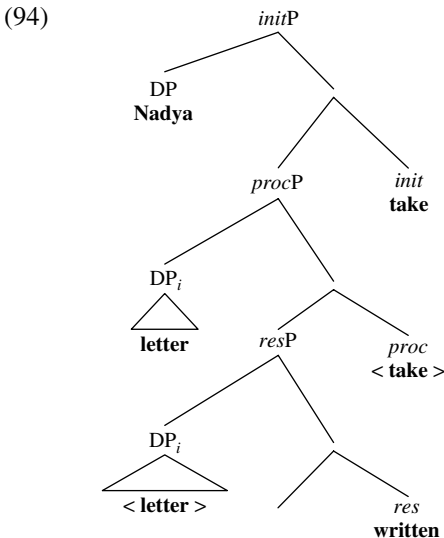 (94)
initP
DP
Nadya
procP
init
take
DPi
letter
resP
proc
< take >
DPi
< letter >
res
written